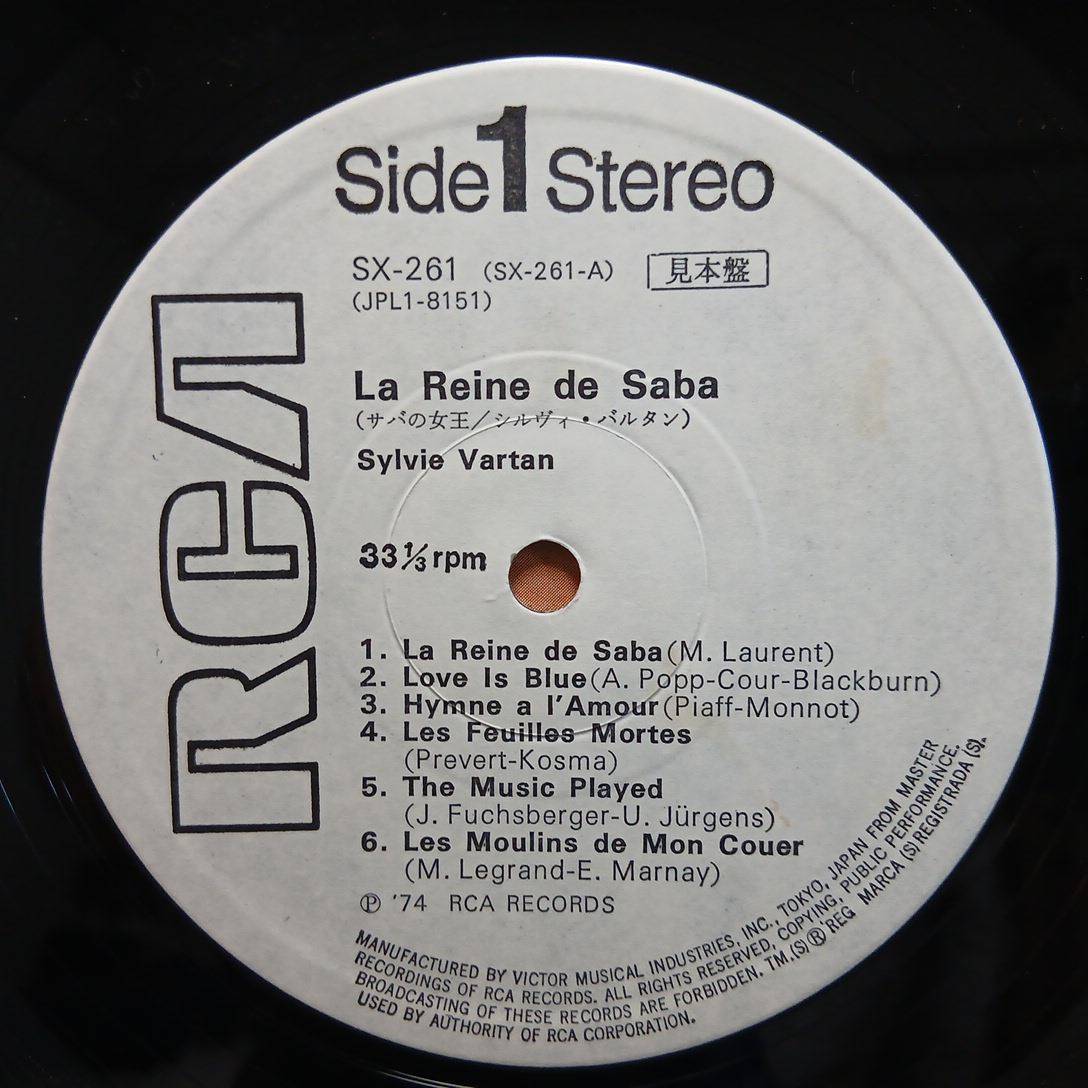 Side 1 Stereo
SX-261 (SX-261-A) 見本盤
(JPL1-8151)
RCA
La Reine de Saba
(サバの女王/シルヴィ・バルタン)
Sylvie Vartan
33 1/3 rpm
1. La Reine de Saba (M. Laurent)
2. Love Is Blue (A. Popp-Cour-Blackburn)
3. Hymne a l'Amour (Piaff-Monnot)
4. Les Feuilles Mortes
(Prevert-Kosma)
5. The Music Played
(J. Fuchsberger-U. Jürgens)
6. Les Moulins de Mon Couer
(M. Legrand-E. Marnay)
Ⓟ '74 RCA RECORDS
MANUFACTURED BY VICTOR MUSICAL INDUSTRIES, INC., TOKYO, JAPAN FROM MASTER
RECORDINGS OF RCA RECORDS. ALL RIGHTS RESERVED, COPYING, PUBLIC PERFORMANCE,
BROADCASTING OF THESE RECORDS ARE FORBIDDEN. TM,(S) ® REG MARCA (S) REGISTRADA (S).
USED BY AUTHORITY OF RCA CORPORATION.